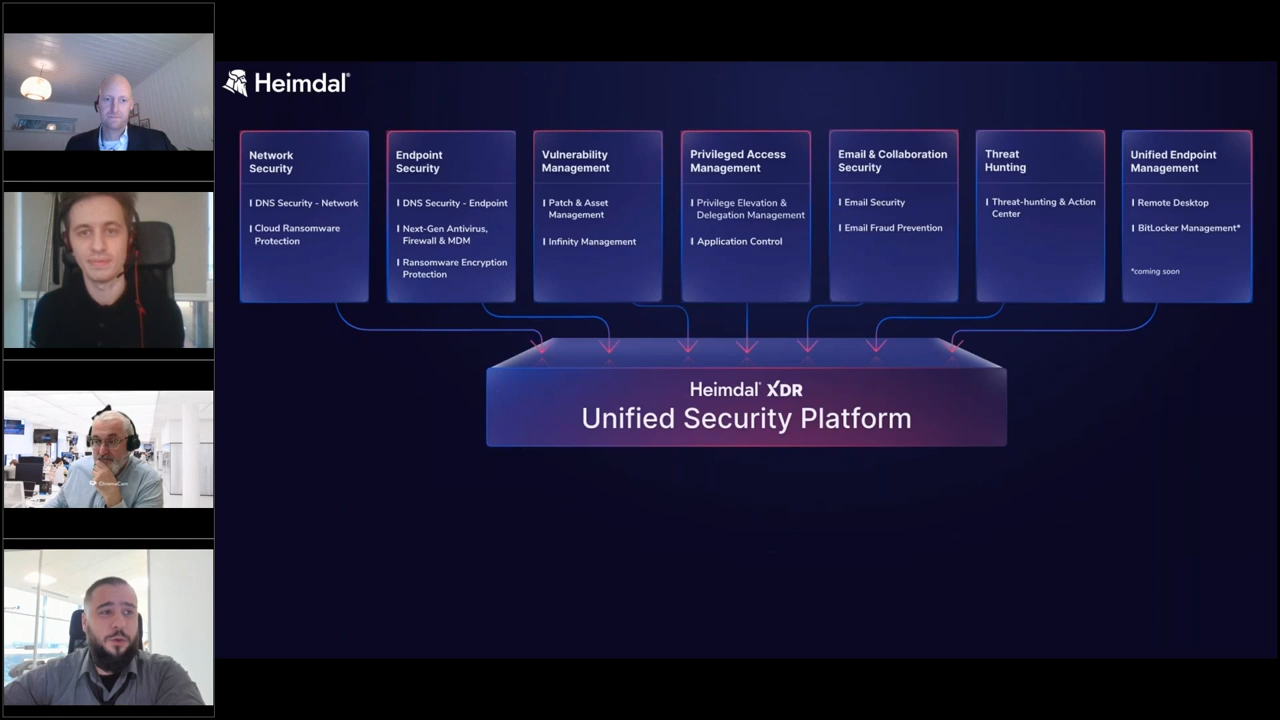 Heimdal®
Network
Security
DNS Security - Network
Cloud Ransomware
Protection
Endpoint
Security
DNS Security - Endpoint
Next-Gen Antivirus,
Firewall & MDM
Ransomware Encryption
Protection
Vulnerability
Management
Patch & Asset
Management
Infinity Management
Privileged Access
Management
Privilege Elevation &
Delegation Management
Application Control
Email & Collaboration
Security
Email Security
Email Fraud Prevention
Threat
Hunting
Threat-hunting & Action
Center
Unified Endpoint
Management
Remote Desktop
BitLocker Management*
*coming soon
Heimdal® XDR
Unified Security Platform
ChromaCam